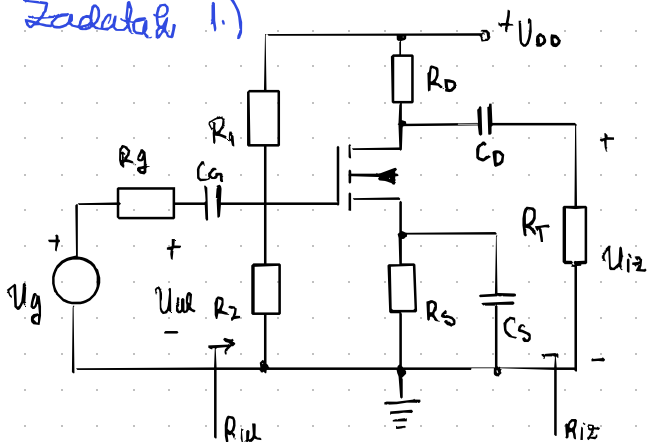 Zadatak 1.)
+UDD
RD
R1
CD
+
Rg
CG
RT
Uiz
+
+
Ug
Uul
R2
RS
CS
-
-
Rul
Riz